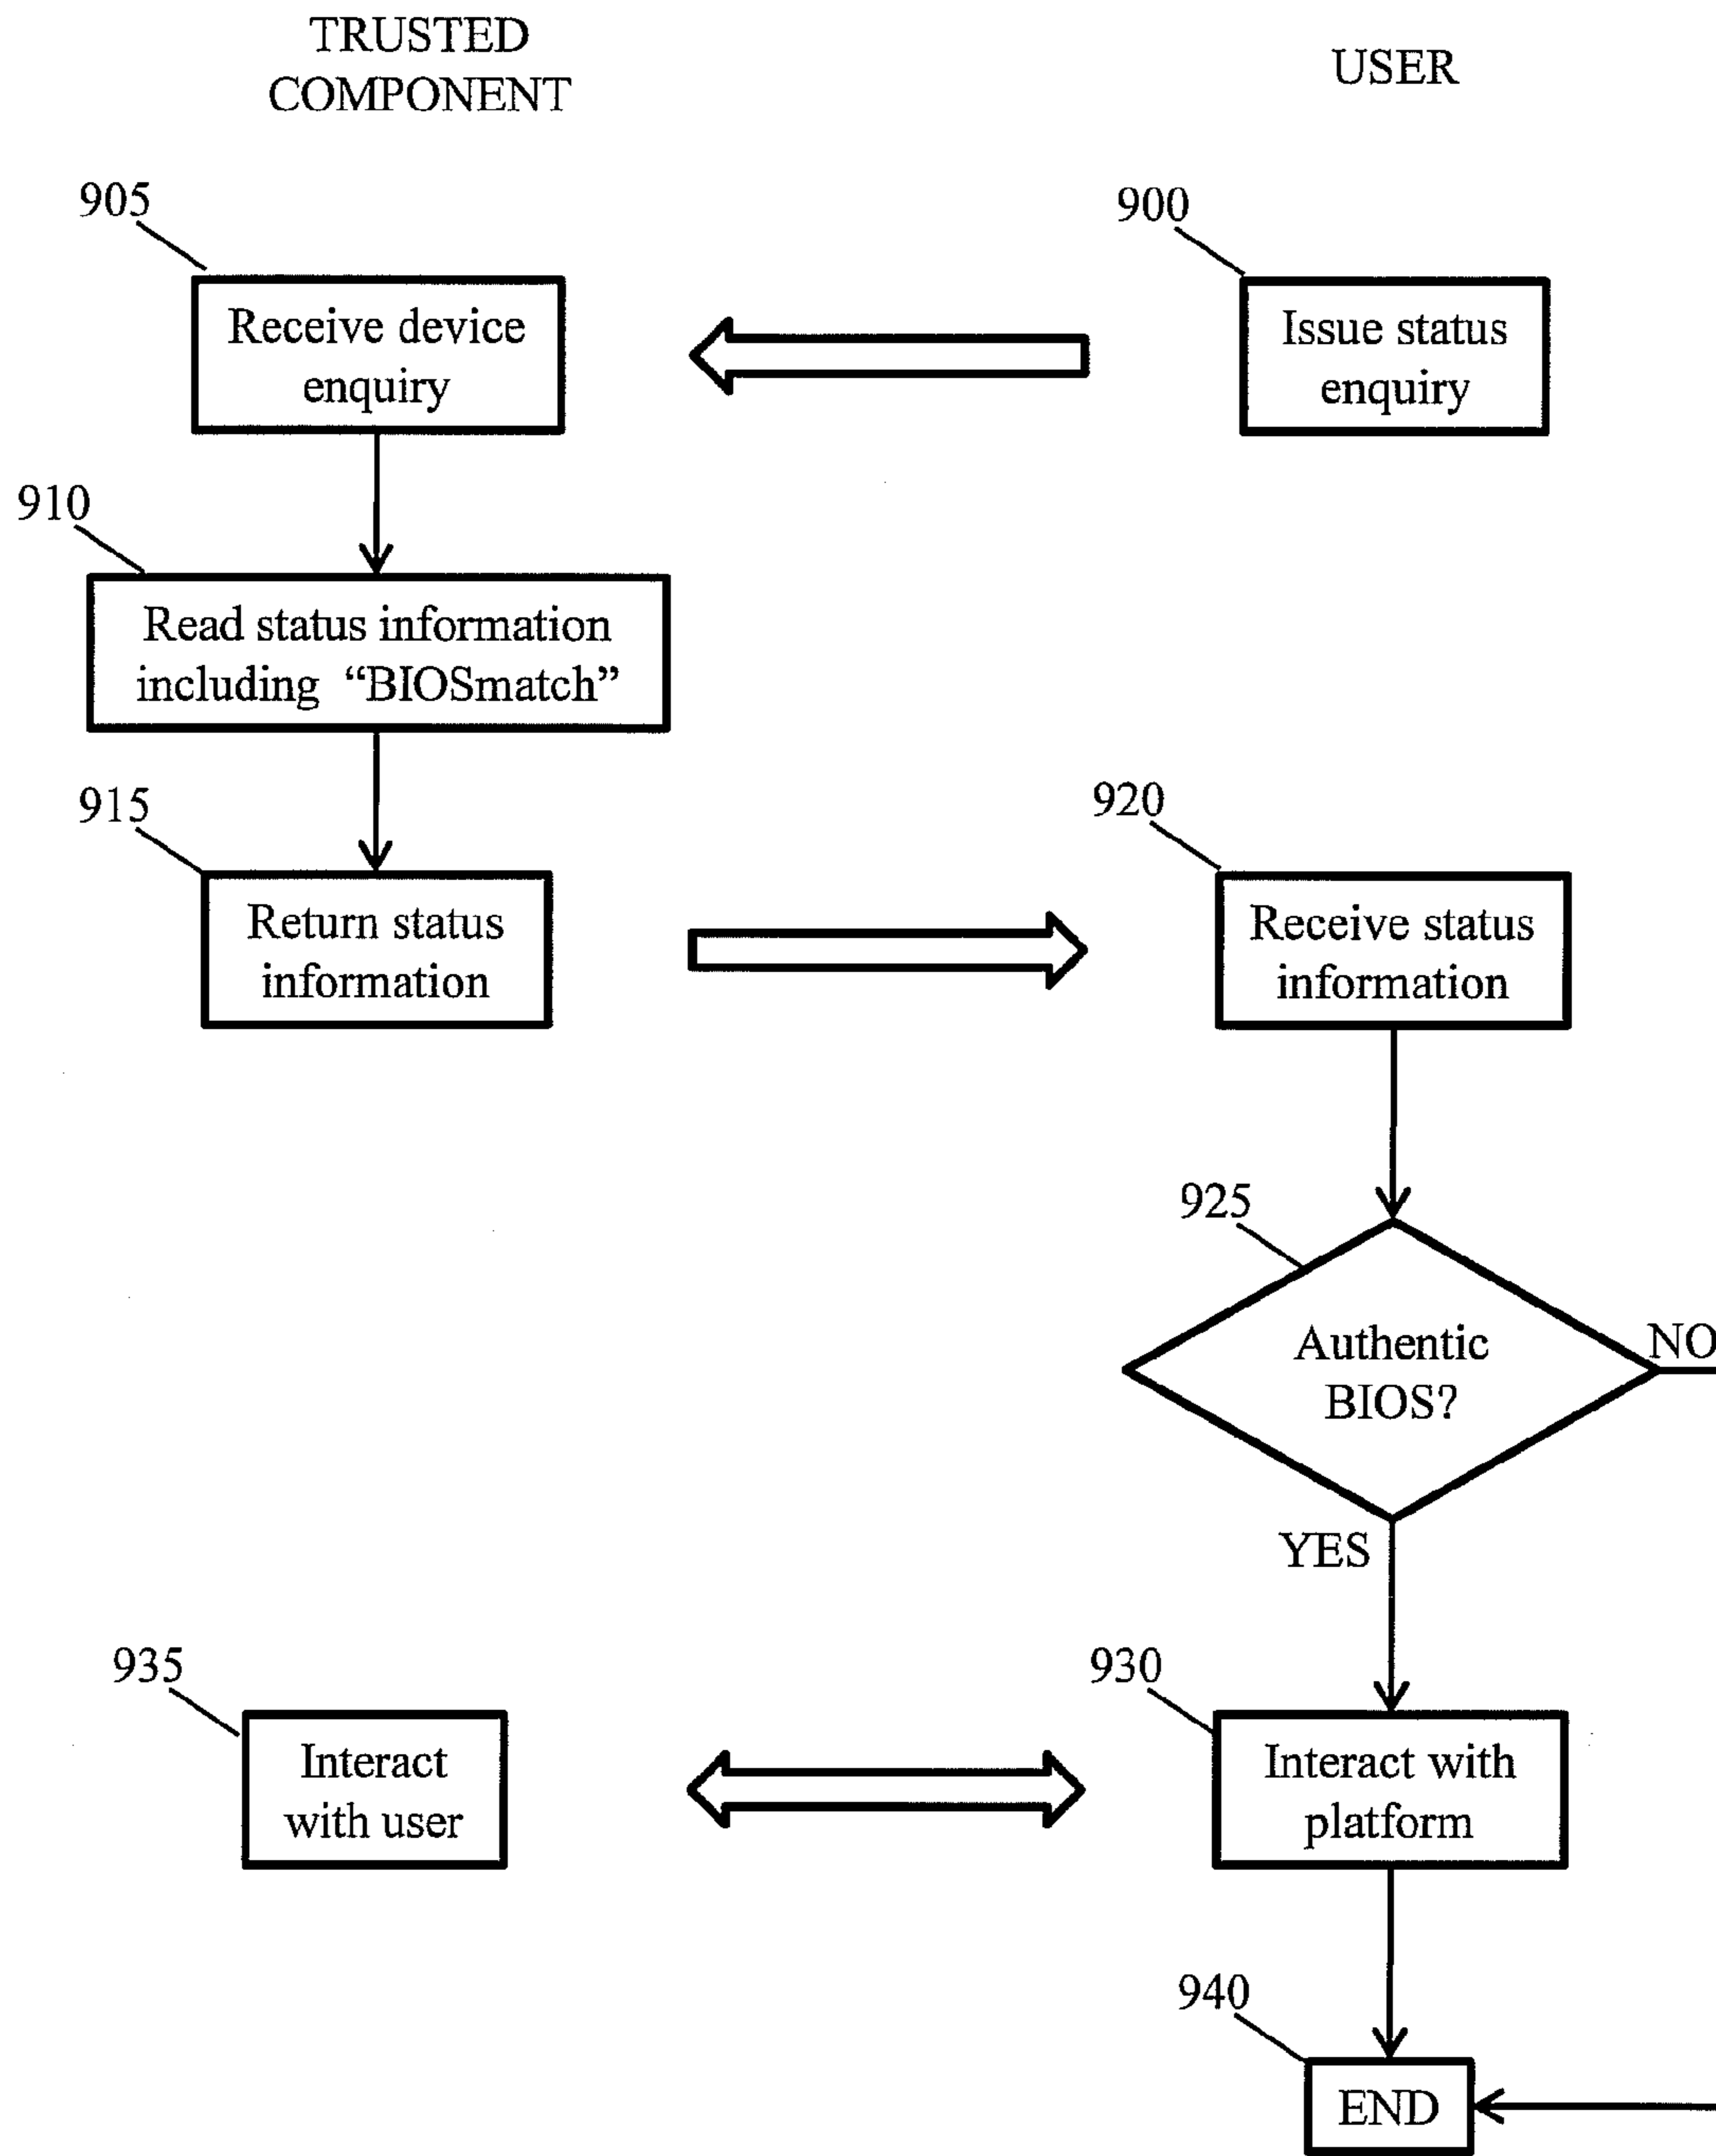 TRUSTED
COMPONENT
USER
905
900
Receive device
enquiry
Issue status
enquiry
910
Read status information
including “BIOSmatch”
915
920
Return status
information
Receive status
information
925
Authentic
BIOS?
NO
YES
935
930
Interact
with user
Interact with
platform
940
END